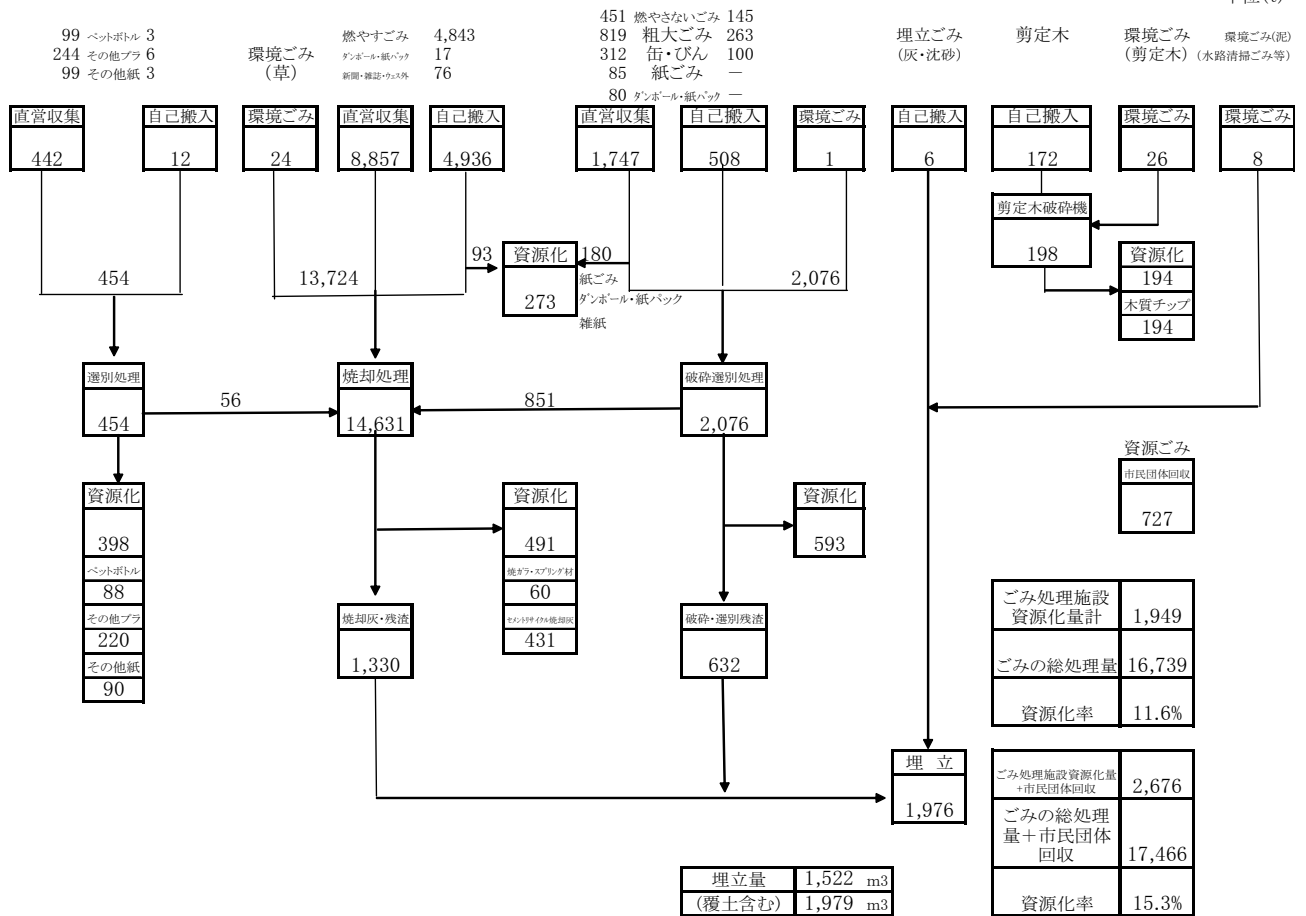 99 ペットボトル 3
244 その他プラ 6
99 その他紙 3
環境ごみ
(草)
燃やすごみ 4,843
ダンボール・紙パック 17
新聞・雑誌・ウェス外 76
451 燃やさないごみ 145
819 粗大ごみ 263
312 缶・びん 100
85 紙ごみ －
80 ダンボール・紙パック －
埋立ごみ
(灰・沈砂)
剪定木
環境ごみ
(剪定木)
環境ごみ(泥)
(水路清掃ごみ等)
直営収集
442
自己搬入
12
環境ごみ
24
直営収集
8,857
自己搬入
4,936
直営収集
1,747
自己搬入
508
環境ごみ
1
自己搬入
6
自己搬入
172
環境ごみ
26
環境ごみ
8
剪定木破砕機
198
資源化
194
木質チップ
194
454
13,724
93
資源化
273
180
紙ごみ
ダンボール・紙パック
雑紙
2,076
選別処理
454
56
焼却処理
14,631
851
破砕選別処理
2,076
資源ごみ
市民団体回収
727
資源化
398
ペットボトル
88
その他プラ
220
その他紙
90
資源化
491
焼ガラ・スプリング材
60
セメントリサイクル焼却灰
431
資源化
593
焼却灰・残渣
1,330
破砕・選別残渣
632
ごみ処理施設
資源化量計 1,949
ごみの総処理量 16,739
資源化率 11.6%
埋 立
1,976
ごみ処理施設資源化量
+市民団体回収 2,676
ごみの総処理
量＋市民団体
回収 17,466
資源化率 15.3%
埋立量 1,522 m3
(覆土含む) 1,979 m3